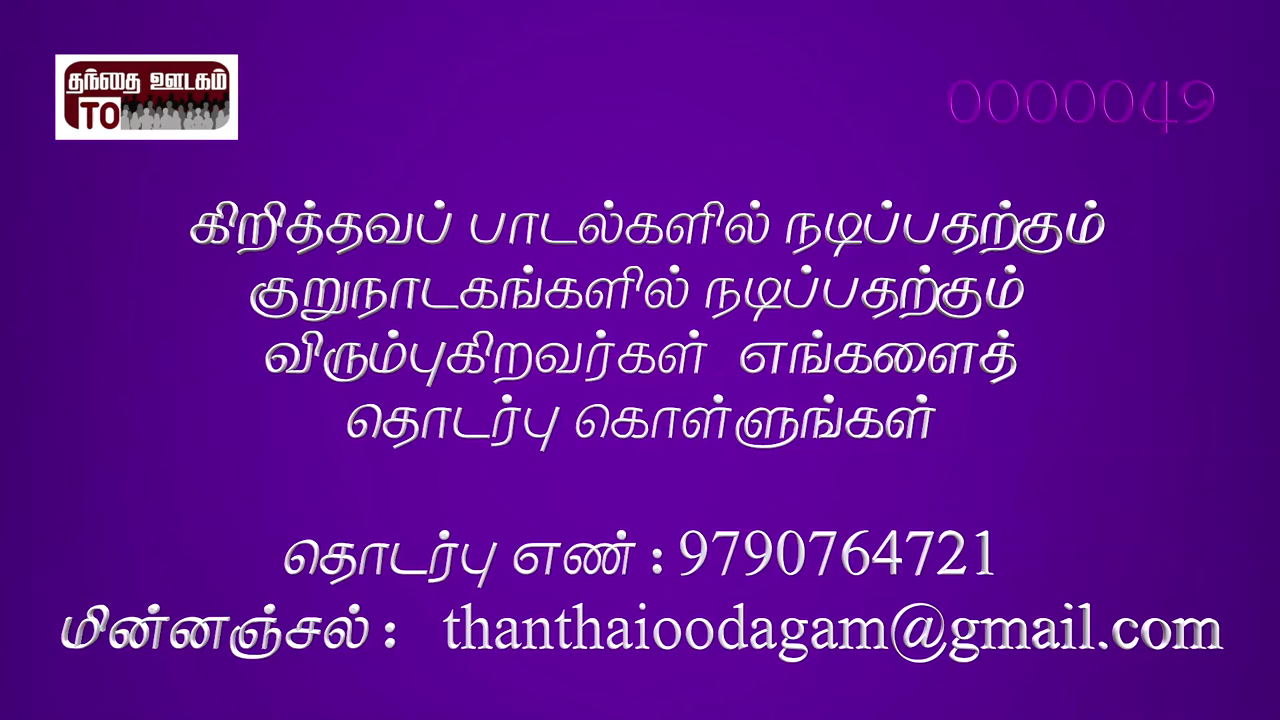 தந்தை ஊடகம்
TO
0000049
கிறித்தவப் பாடல்களில் நடிப்பதற்கும்
குறுநாடகங்களில் நடிப்பதற்கும்
விரும்புகிறவர்கள் எங்களைத்
தொடர்பு கொள்ளுங்கள்
தொடர்பு எண் : 9790764721
மின்னஞ்சல் : thanthaioodagam@gmail.com